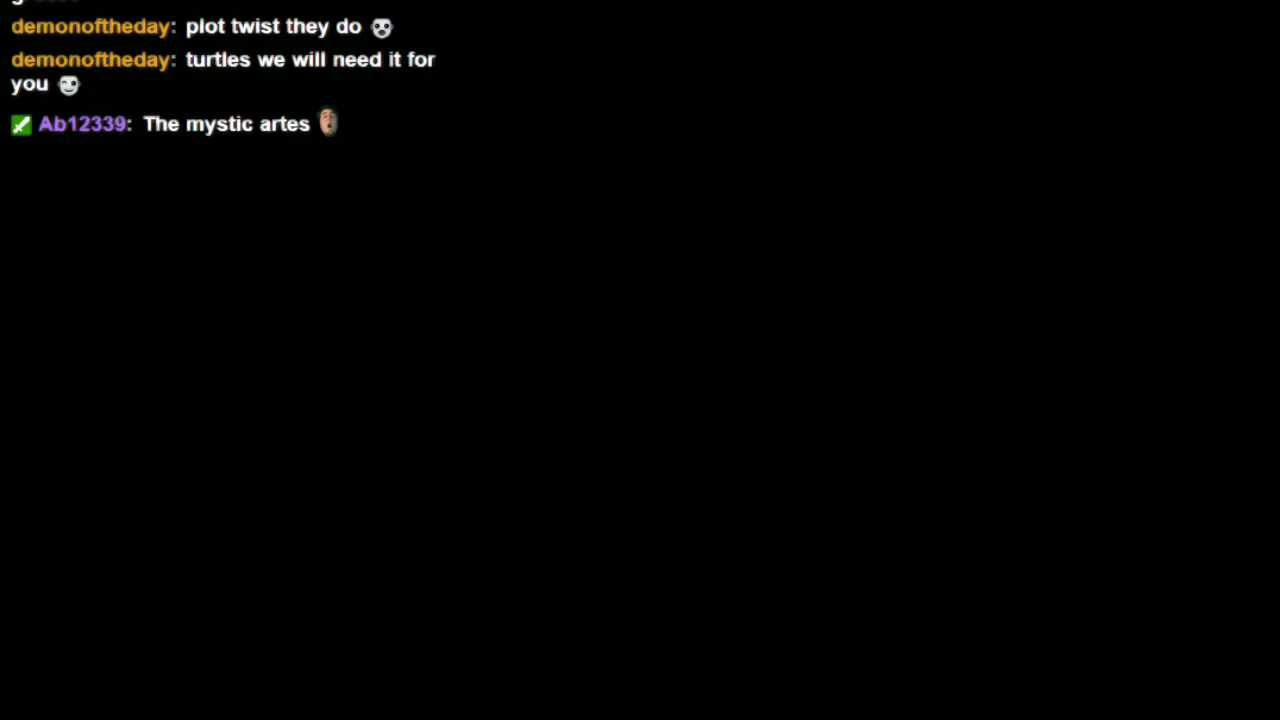 demonoftheday: plot twist they do
demonoftheday: turtles we will need it for
you
Ab12339: The mystic artes